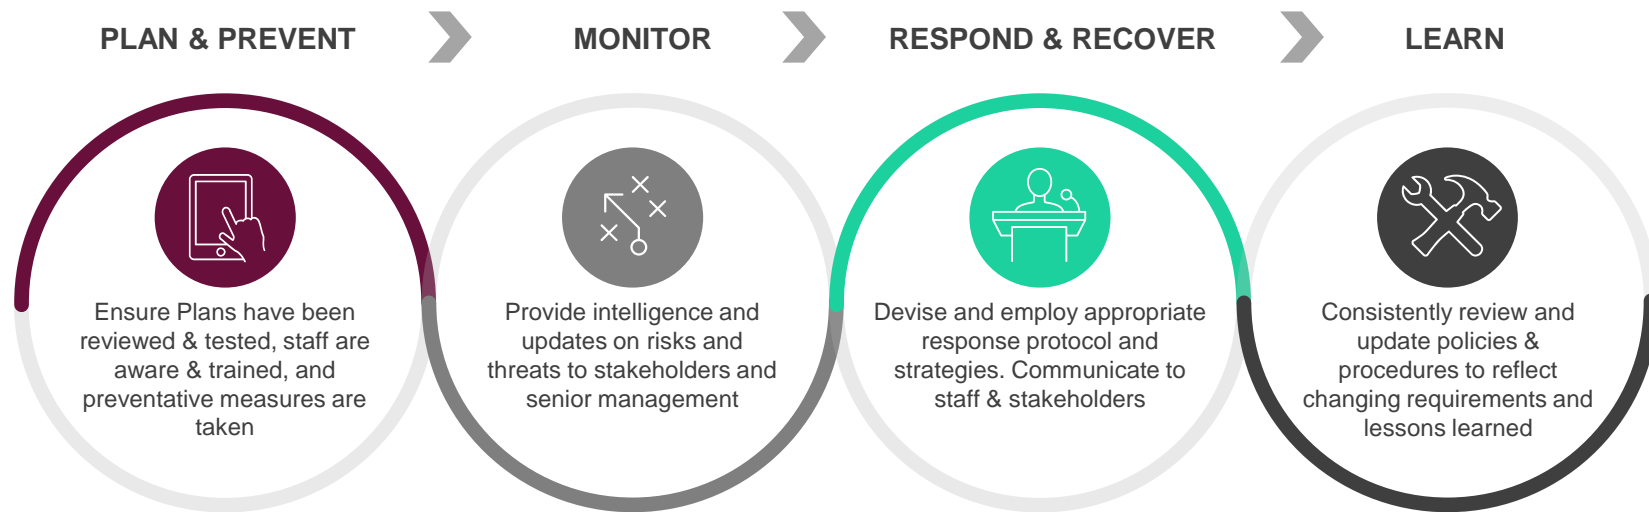 PLAN & PREVENT
MONITOR
RESPOND & RECOVER
LEARN
Ensure Plans have been
reviewed & tested, staff are
aware & trained, and
preventative measures are
taken
Provide intelligence and
updates on risks and
threats to stakeholders and
senior management
Devise and employ appropriate
response protocol and
strategies. Communicate to
staff & stakeholders
Consistently review and
update policies &
procedures to reflect
changing requirements and
lessons learned